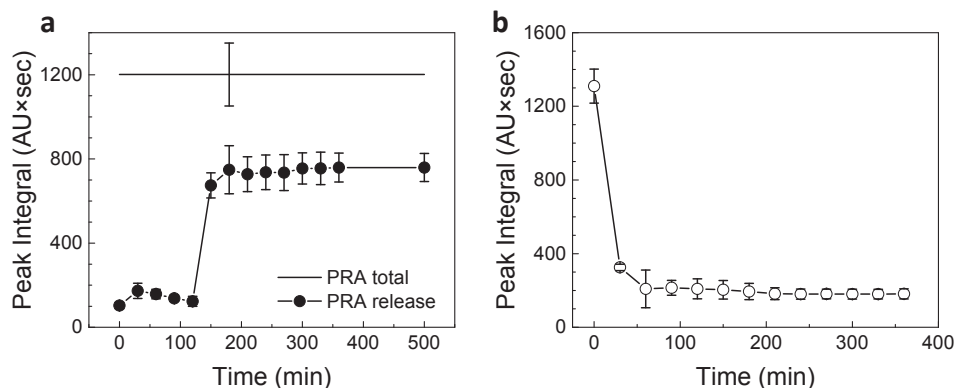 a
Peak Integral (AU×sec)
1200
800
400
0
PRA total
PRA release
0 100 200 300 400 500
Time (min)
b
Peak Integral (AU×sec)
1600
1200
800
400
0
0 100 200 300 400
Time (min)